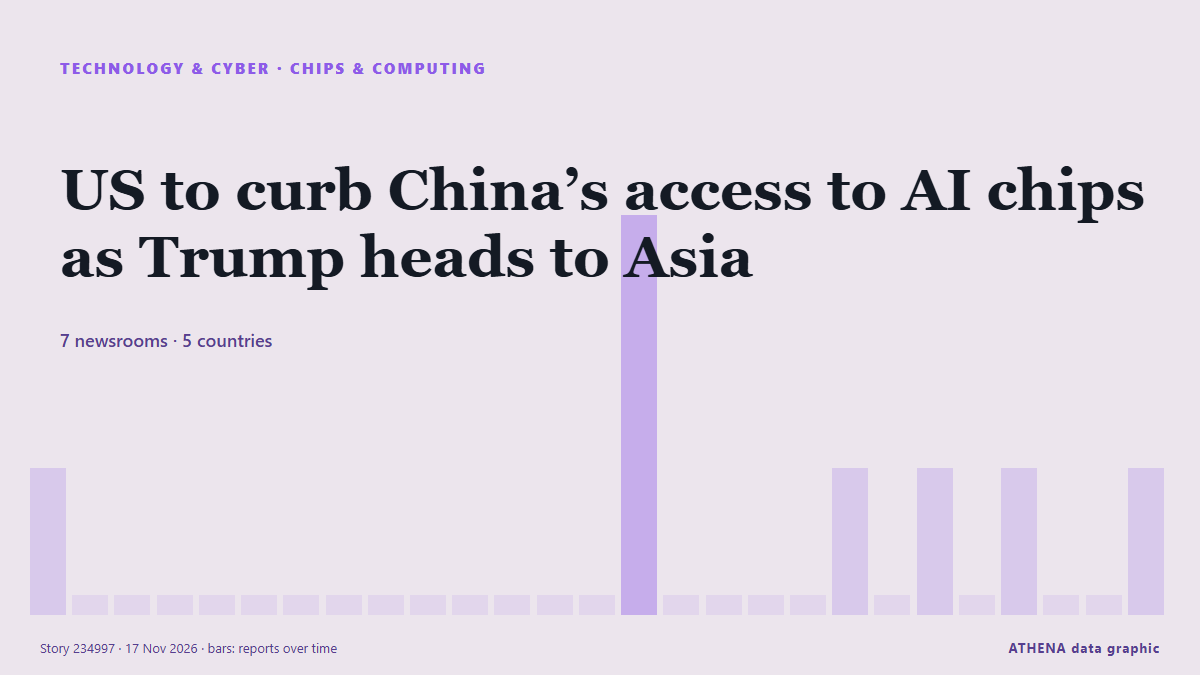 TECHNOLOGY & CYBER · CHIPS & COMPUTING
US to curb China’s access to AI chips
as Trump heads to Asia
7 newsrooms · 5 countries
Story 234997 · 17 Nov 2026 · bars: reports over time
ATHENA data graphic